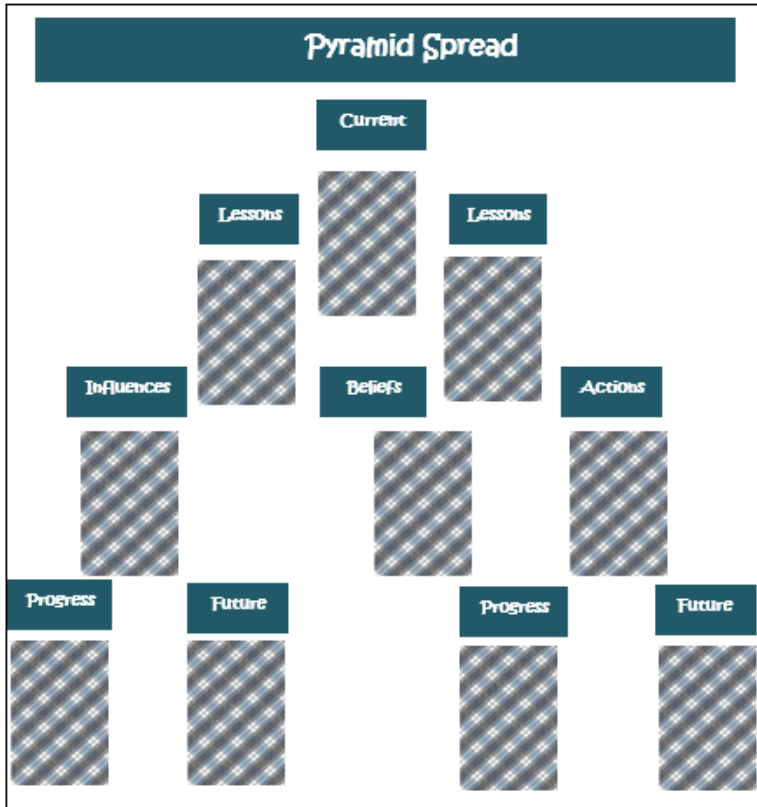 Pyramid Spread
Current
Lessons
Lessons
Influences
Beliefs
Actions
Progress
Future
Progress
Future